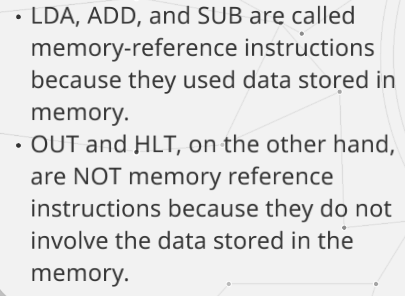 • LDA, ADD, and SUB are called
memory-reference instructions
because they used data stored in
memory.
• OUT and HLT, on the other hand,
are NOT memory reference
instructions because they do not
involve the data stored in the
memory.